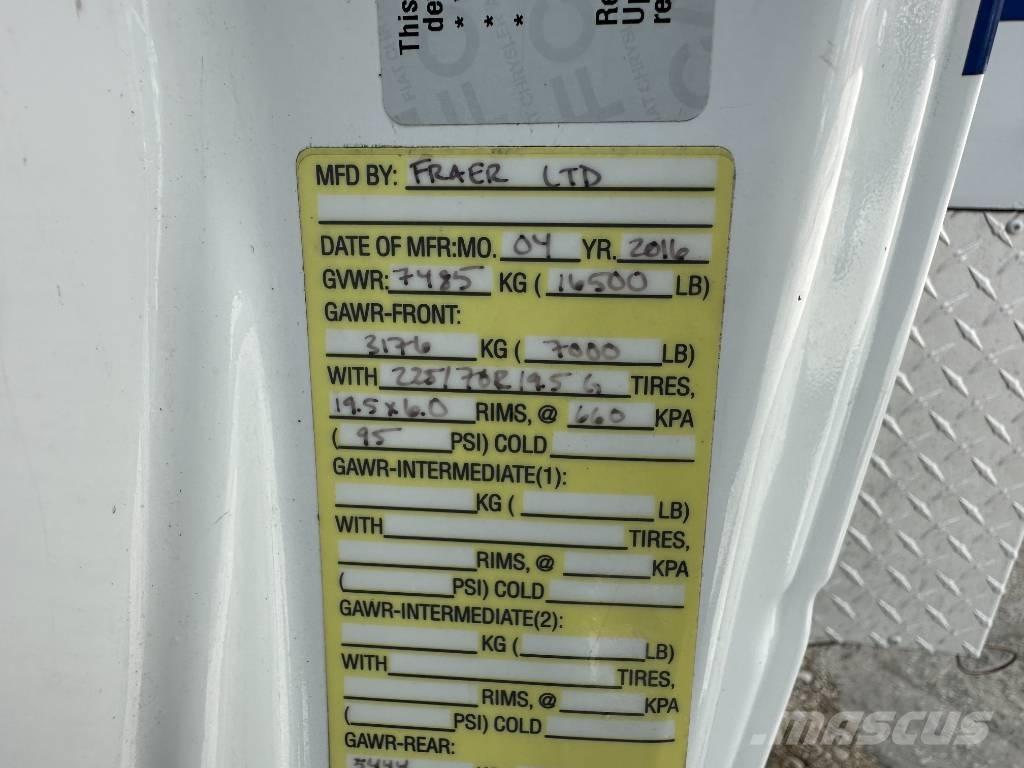 This
de
*
*
*
Re
Up
re
FIAT CHRYSLE
MFD BY: FRAER LTD
DATE OF MFR:MO. 04 YR. 2016
GVWR: 7485 KG ( 16500 LB)
GAWR-FRONT:
3176 KG ( 7000 LB)
WITH 225/70R19.5 G TIRES,
19.5x6.0 RIMS, @ 660 KPA
( 95 PSI) COLD
GAWR-INTERMEDIATE(1):
KG ( LB)
WITH TIRES,
RIMS, @ KPA
( PSI) COLD
GAWR-INTERMEDIATE(2):
KG ( LB)
WITH TIRES,
RIMS, @ KPA
( PSI) COLD
GAWR-REAR:
MASCUS